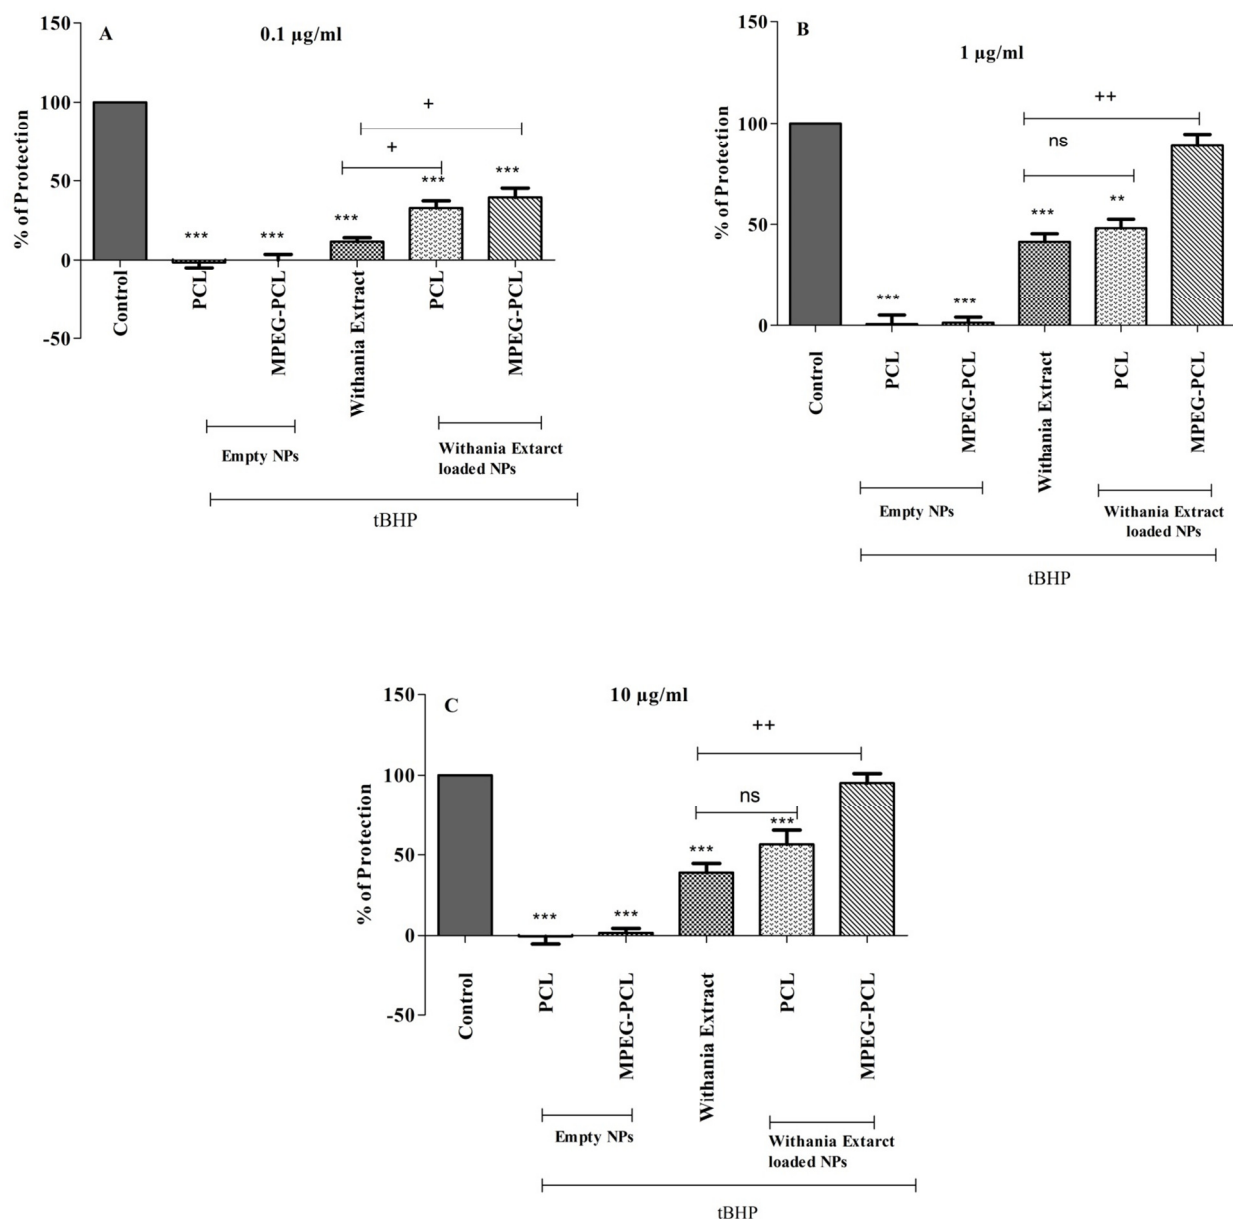 A
0.1 µg/ml
% of Protection
150
100
50
0
-50
+
+
***
***
***
***
***
Control
PCL
MPEG-PCL
Withania Extract
PCL
MPEG-PCL
Empty NPs
Withania Extarct
loaded NPs
tBHP
B
1 µg/ml
% of Protection
150
100
50
0
++
ns
***
***
***
**
Control
PCL
MPEG-PCL
Withania Extract
PCL
MPEG-PCL
Empty NPs
Withania Extract
loaded NPs
tBHP
C
10 µg/ml
% of Protection
150
100
50
0
-50
++
ns
***
***
***
***
Control
PCL
MPEG-PCL
Withania Extract
PCL
MPEG-PCL
Empty NPs
Withania Extarct
loaded NPs
tBHP